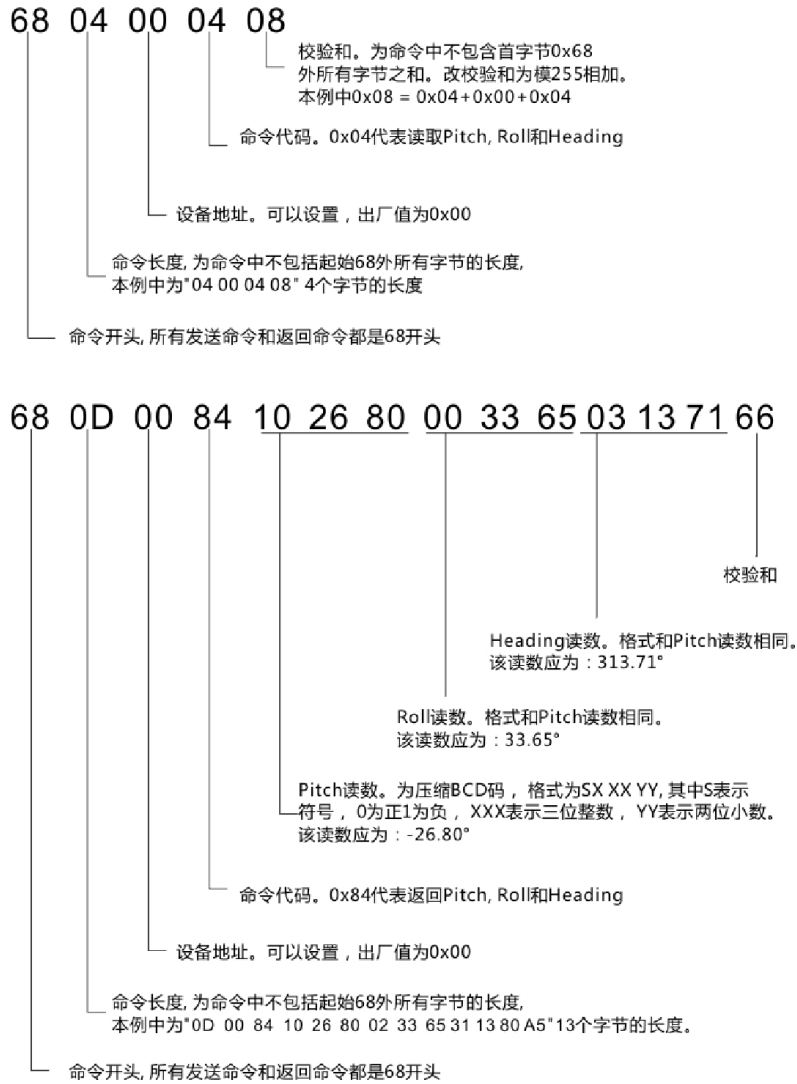 68 04 00 04 08
校验和。为命令中不包含首字节0x68
外所有字节之和。改校验和为模255相加。
本例中0x08 = 0x04+0x00+0x04
命令代码。0x04代表读取Pitch, Roll和Heading
设备地址。可以设置，出厂值为0x00
命令长度, 为命令中不包括起始68外所有字节的长度,
本例中为"04 00 04 08" 4个字节的长度
命令开头, 所有发送命令和返回命令都是68开头
68 0D 00 84 10 26 80 00 33 65 03 13 71 66
校验和
Heading读数。格式和Pitch读数相同。
该读数应为：313.71°
Roll读数。格式和Pitch读数相同。
该读数应为：33.65°
Pitch读数。为压缩BCD码， 格式为SX XX YY, 其中S表示
符号， 0为正1为负， XXX表示三位整数， YY表示两位小数。
该读数应为：-26.80°
命令代码。0x84代表返回Pitch, Roll和Heading
设备地址。可以设置，出厂值为0x00
命令长度, 为命令中不包括起始68外所有字节的长度,
本例中为"0D 00 84 10 26 80 02 33 65 31 13 80 A5"13个字节的长度。
命令开头, 所有发送命令和返回命令都是68开头